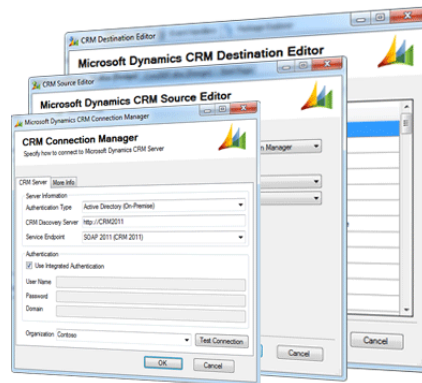 CRM Destination Editor
Microsoft Dynamics CRM Destination Editor
CRM Source Editor
Microsoft Dynamics CRM Source Editor
n Manager
Microsoft Dynamics CRM Connection Manager
CRM Connection Manager
Specify how to connect to Microsoft Dynamics CRM Server
CRM Server More Info
Server Information
Authentication Type Active Directory (On-Premise)
CRM Discovery Server http://CRM2011
Service Endpoint SOAP 2011 (CRM 2011)
Authentication
Use Integrated Authentication
User Name
Password
Domain
Organization Contoso Test Connection
OK Cancel
Cancel
Cancel